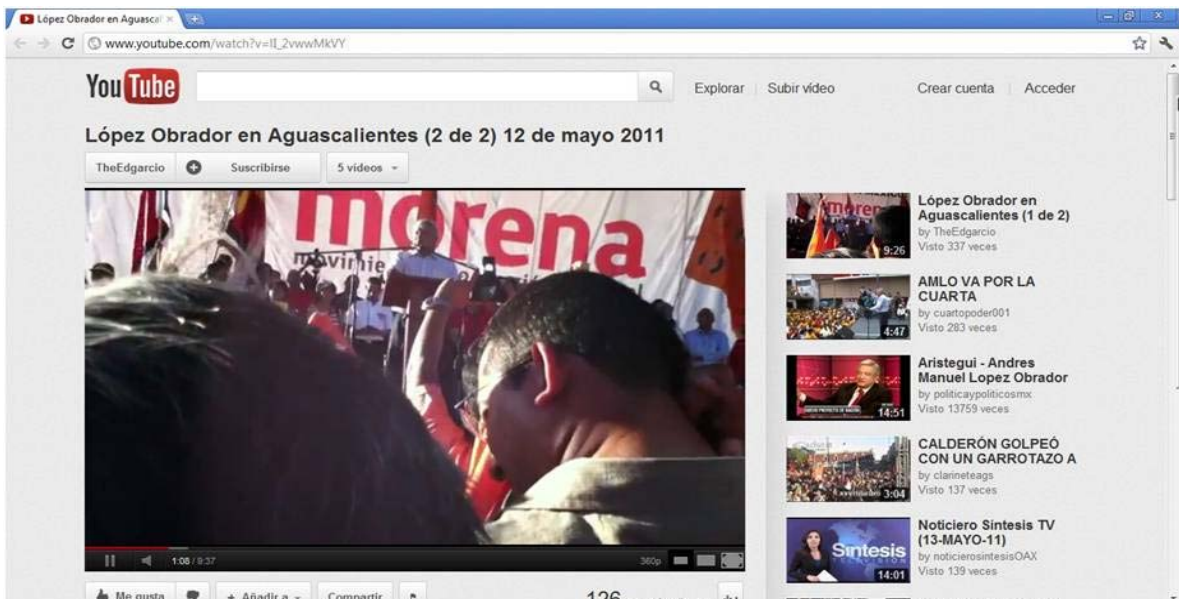 López Obrador en Aguascal
www.youtube.com/watch?v=lI_2vwwMkVY
YouTube
Explorar
Subir vídeo
Crear cuenta
Acceder
López Obrador en Aguascalientes (2 de 2) 12 de mayo 2011
TheEdgarcio
Suscribirse
5 vídeos
morena
movimie
1:08 / 9:37
360p
Me gusta
Añadir a
Compartir
126
López Obrador en
Aguascalientes (1 de 2)
by TheEdgarcio
Visto 337 veces
9:26
AMLO VA POR LA
CUARTA
by cuartopoder001
Visto 283 veces
4:47
Aristegui - Andres
Manuel Lopez Obrador
by politicaypoliticosmx
Visto 13759 veces
14:51
CALDERÓN GOLPEÓ
CON UN GARROTAZO A
by clarineteags
Visto 137 veces
3:04
Noticiero Sintesis TV
(13-MAYO-11)
by noticierosintesisOAX
Visto 139 veces
Sintesis
14:01